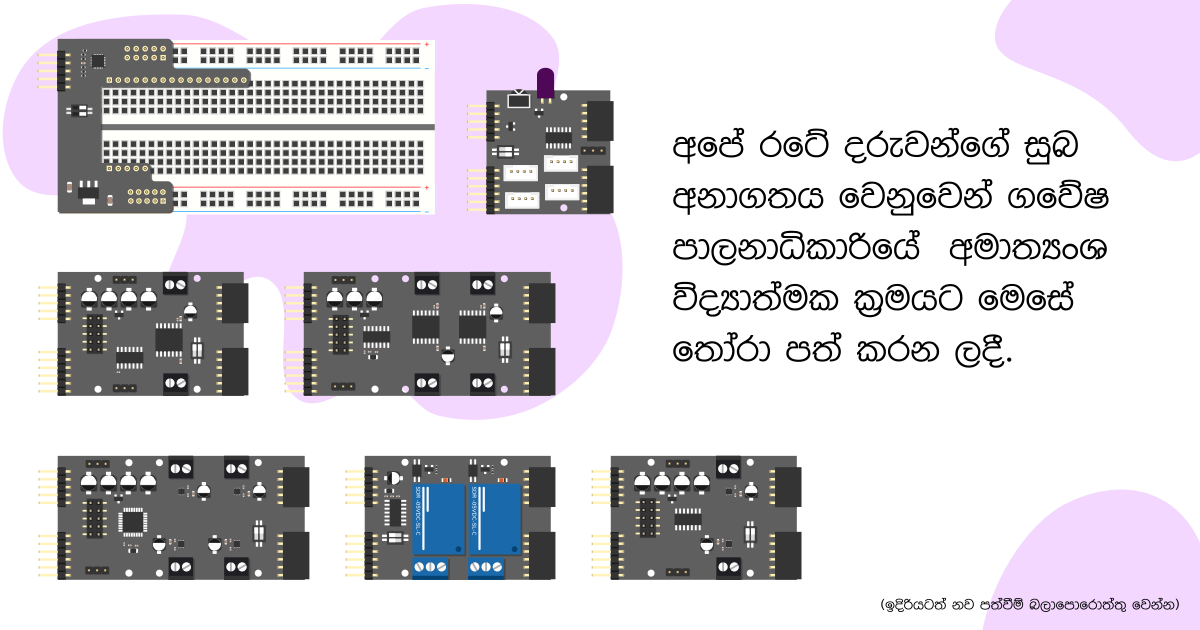 අපේ රටේ දරුවන්ගේ සුබ
අනාගතය වෙනුවෙන් ගවේෂ
පාලනාධිකාරියේ අමාත්‍යංශ
විද්‍යාත්මක ක්‍රමයට මෙසේ
තෝරා පත් කරන ලදී.
SDR-05VDC-SL-C
SDR-05VDC-SL-C
(ඉදිරියටත් නව පත්වීම් බලාපොරොත්තු වෙන්න)